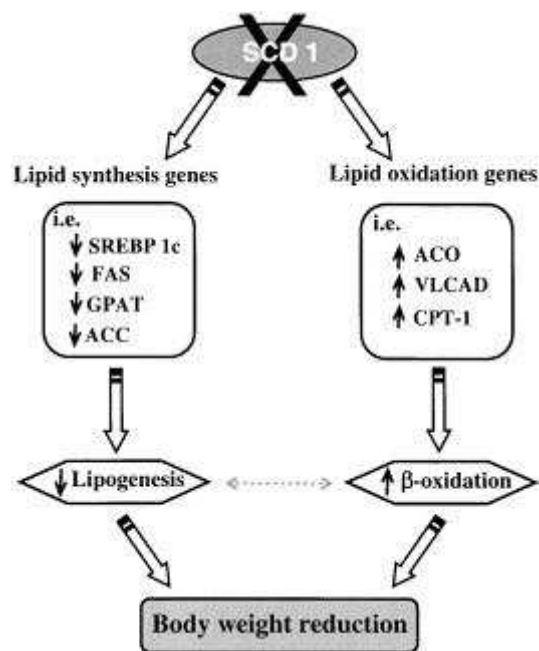 SCD 1
Lipid synthesis genes
i.e.
↓ SREBP 1c
↓ FAS
↓ GPAT
↓ ACC
Lipid oxidation genes
i.e.
↑ ACO
↑ VLCAD
↑ CPT-1
↓ Lipogenesis
↑ β-oxidation
Body weight reduction